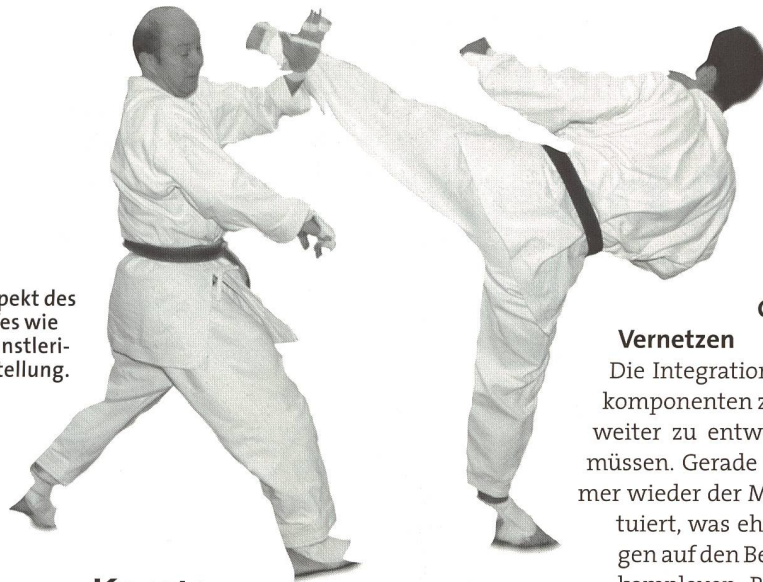 pekt des
es wie
nstleri-
tellung.
Vernetzen
Die Integration
komponenten z
weiter zu entw
müssen. Gerade
mer wieder der M
tuiert, was eh
gen auf den Be